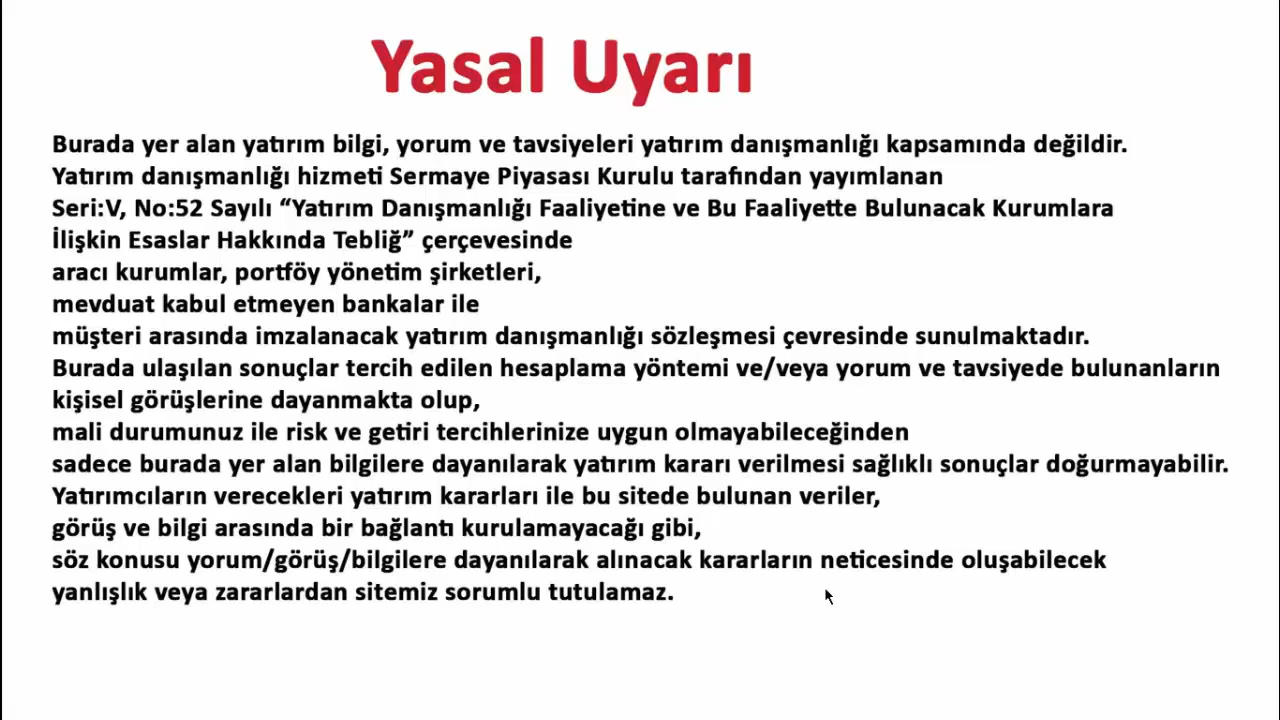 Yasal Uyarı
Burada yer alan yatırım bilgi, yorum ve tavsiyeleri yatırım danışmanlığı kapsamında değildir.
Yatırım danışmanlığı hizmeti Sermaye Piyasası Kurulu tarafından yayımlanan
Seri:V, No:52 Sayılı “Yatırım Danışmanlığı Faaliyetine ve Bu Faaliyette Bulunacak Kurumlara
İlişkin Esaslar Hakkında Tebliğ” çerçevesinde
aracı kurumlar, portföy yönetim şirketleri,
mevduat kabul etmeyen bankalar ile
müşteri arasında imzalanacak yatırım danışmanlığı sözleşmesi çevresinde sunulmaktadır.
Burada ulaşılan sonuçlar tercih edilen hesaplama yöntemi ve/veya yorum ve tavsiyede bulunanların
kişisel görüşlerine dayanmakta olup,
mali durumunuz ile risk ve getiri tercihlerinize uygun olmayabileceğinden
sadece burada yer alan bilgilere dayanılarak yatırım kararı verilmesi sağlıklı sonuçlar doğurmayabilir.
Yatırımcıların verecekleri yatırım kararları ile bu sitede bulunan veriler,
görüş ve bilgi arasında bir bağlantı kurulamayacağı gibi,
söz konusu yorum/görüş/bilgilere dayanılarak alınacak kararların neticesinde oluşabilecek
yanlışlık veya zararlardan sitemiz sorumlu tutulamaz.